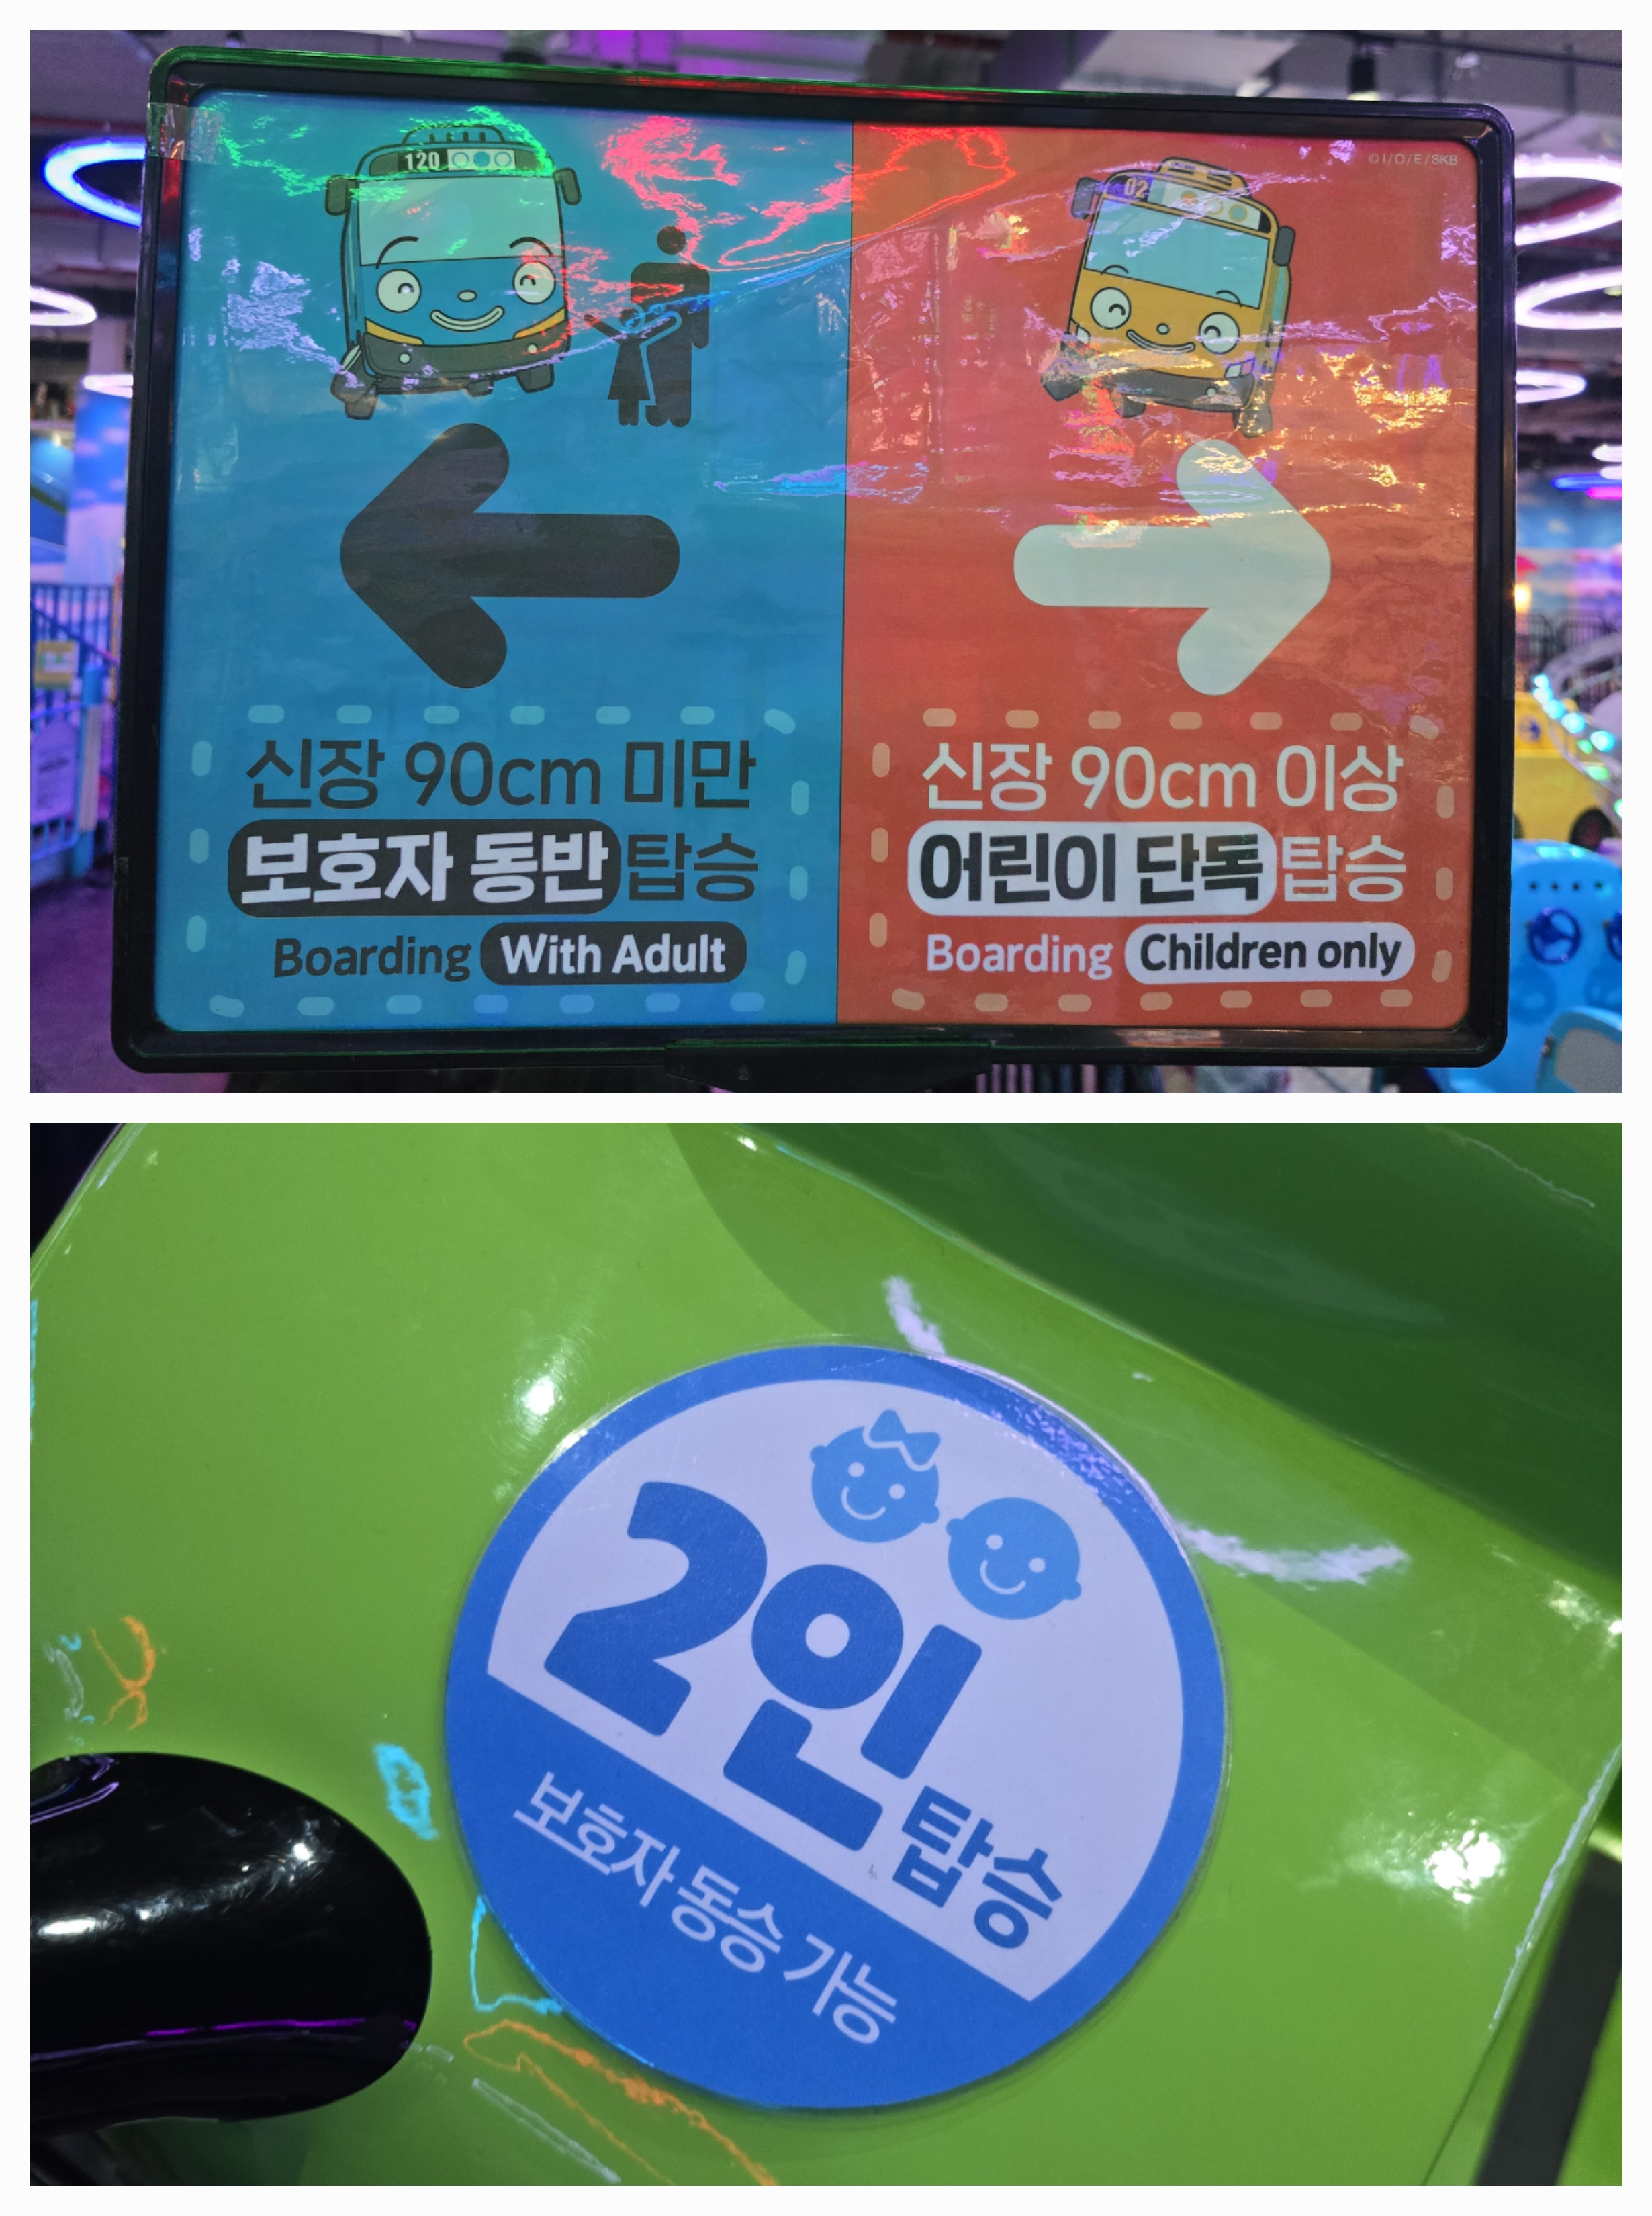 120
신장 90cm 미만
보호자 동반 탑승
Boarding With Adult
02
©I/O/E/SKB
신장 90cm 이상
어린이 단독 탑승
Boarding Children only
2인 탑승
보호자 동승 가능